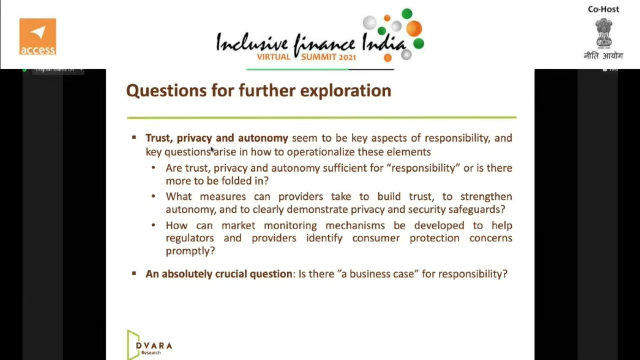 access
Inclusive finance India
VIRTUAL SUMMIT 2021
Co-Host
नीति आयोग
Questions for further exploration
▪ Trust, privacy and autonomy seem to be key aspects of responsibility, and
key questions arise in how to operationalize these elements
• Are trust, privacy and autonomy sufficient for "responsibility" or is there
more to be folded in?
• What measures can providers take to build trust, to strengthen
autonomy, and to clearly demonstrate privacy and security safeguards?
• How can market monitoring mechanisms be developed to help
regulators and providers identify consumer protection concerns
promptly?
▪ An absolutely crucial question: Is there "a business case" for responsibility?
DVARA
Research